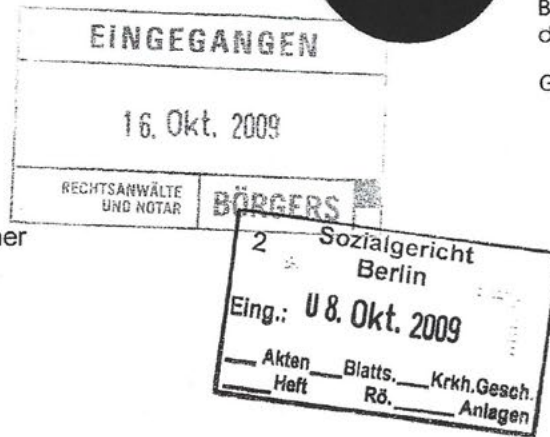 EINGEGANGEN
16. Okt. 2009
RECHTSANWÄLTE
UND NOTAR
BÖRGERS
B
d
G
ner
2 Sozialgericht
Berlin
Eing.: 08. Okt. 2009
Akten Blatts. Krkh.Gesch.
Heft Rö. Anlagen